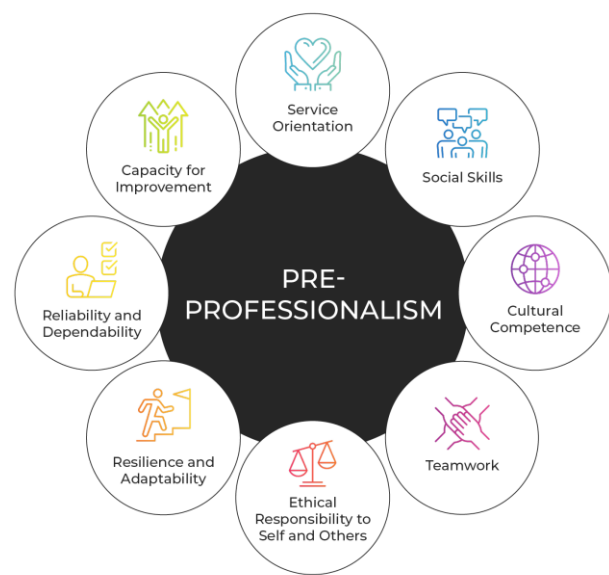 PRE-
PROFESSIONALISM
Service
Orientation
Social Skills
Cultural
Competence
Teamwork
Ethical
Responsibility to
Self and Others
Resilience and
Adaptability
Reliability and
Dependability
Capacity for
Improvement